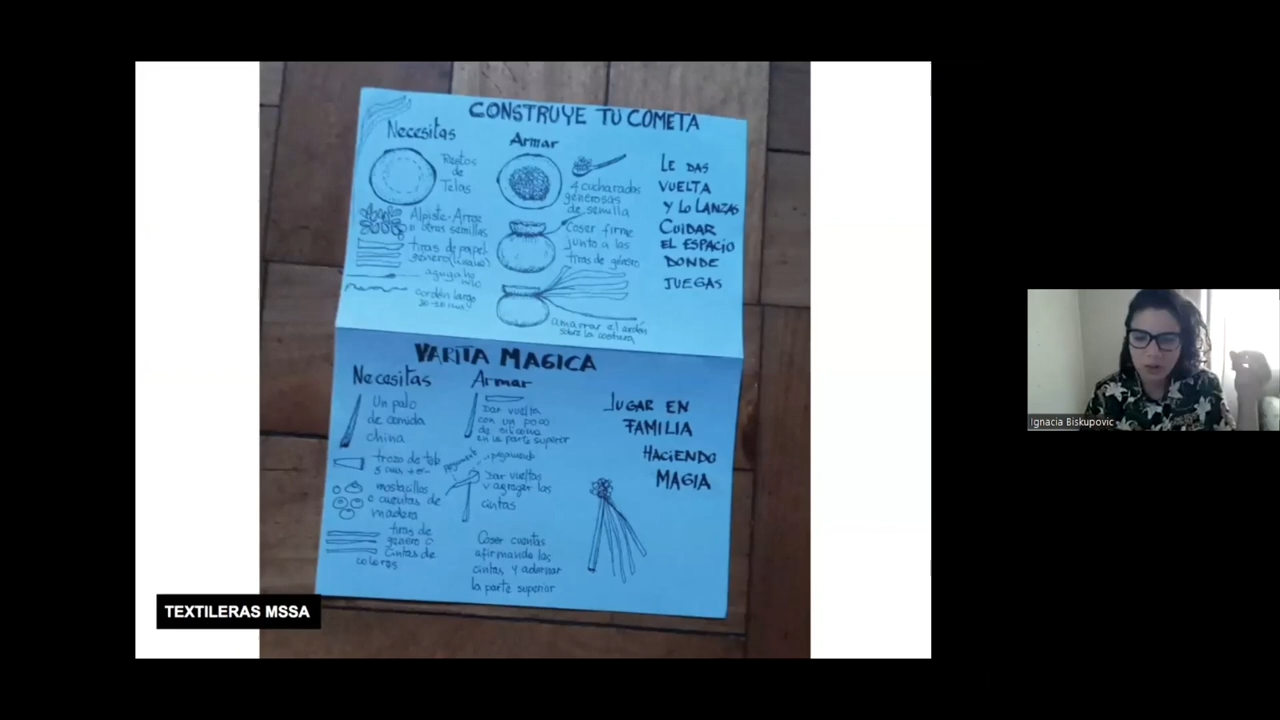 CONSTRUYE TU COMETA
Necesitas
Restos
de
Telas
Alpiste-Arroz
u otras semillas
tiras de papel
género
aguja hilo
cordón largo
Armar
4 cucharadas
generosas
de semilla
Coser firme
junto a las
tiras de género
amarrar el cordón
sobre la costura
LE DAS
VUELTA
Y LO LANZAS
CUIDAR
EL ESPACIO
DONDE
JUEGAS
VARITA MAGICA
Necesitas
Un palo
de comida
china
trozo de tela
mostacillas
o cuentas de
madera
tiras de
género o
cintas de
colores
Armar
Dar vuelta
con un poco
de silicona
en la parte superior
pegamento
pegamento
Dar vueltas
y agregar las
cintas
Coser cuentas
afirmando las
cintas y adornar
la parte superior
JUGAR EN
FAMILIA
HACIENDO
MAGIA
TEXTILERAS MSSA
Ignacia Biskupovic